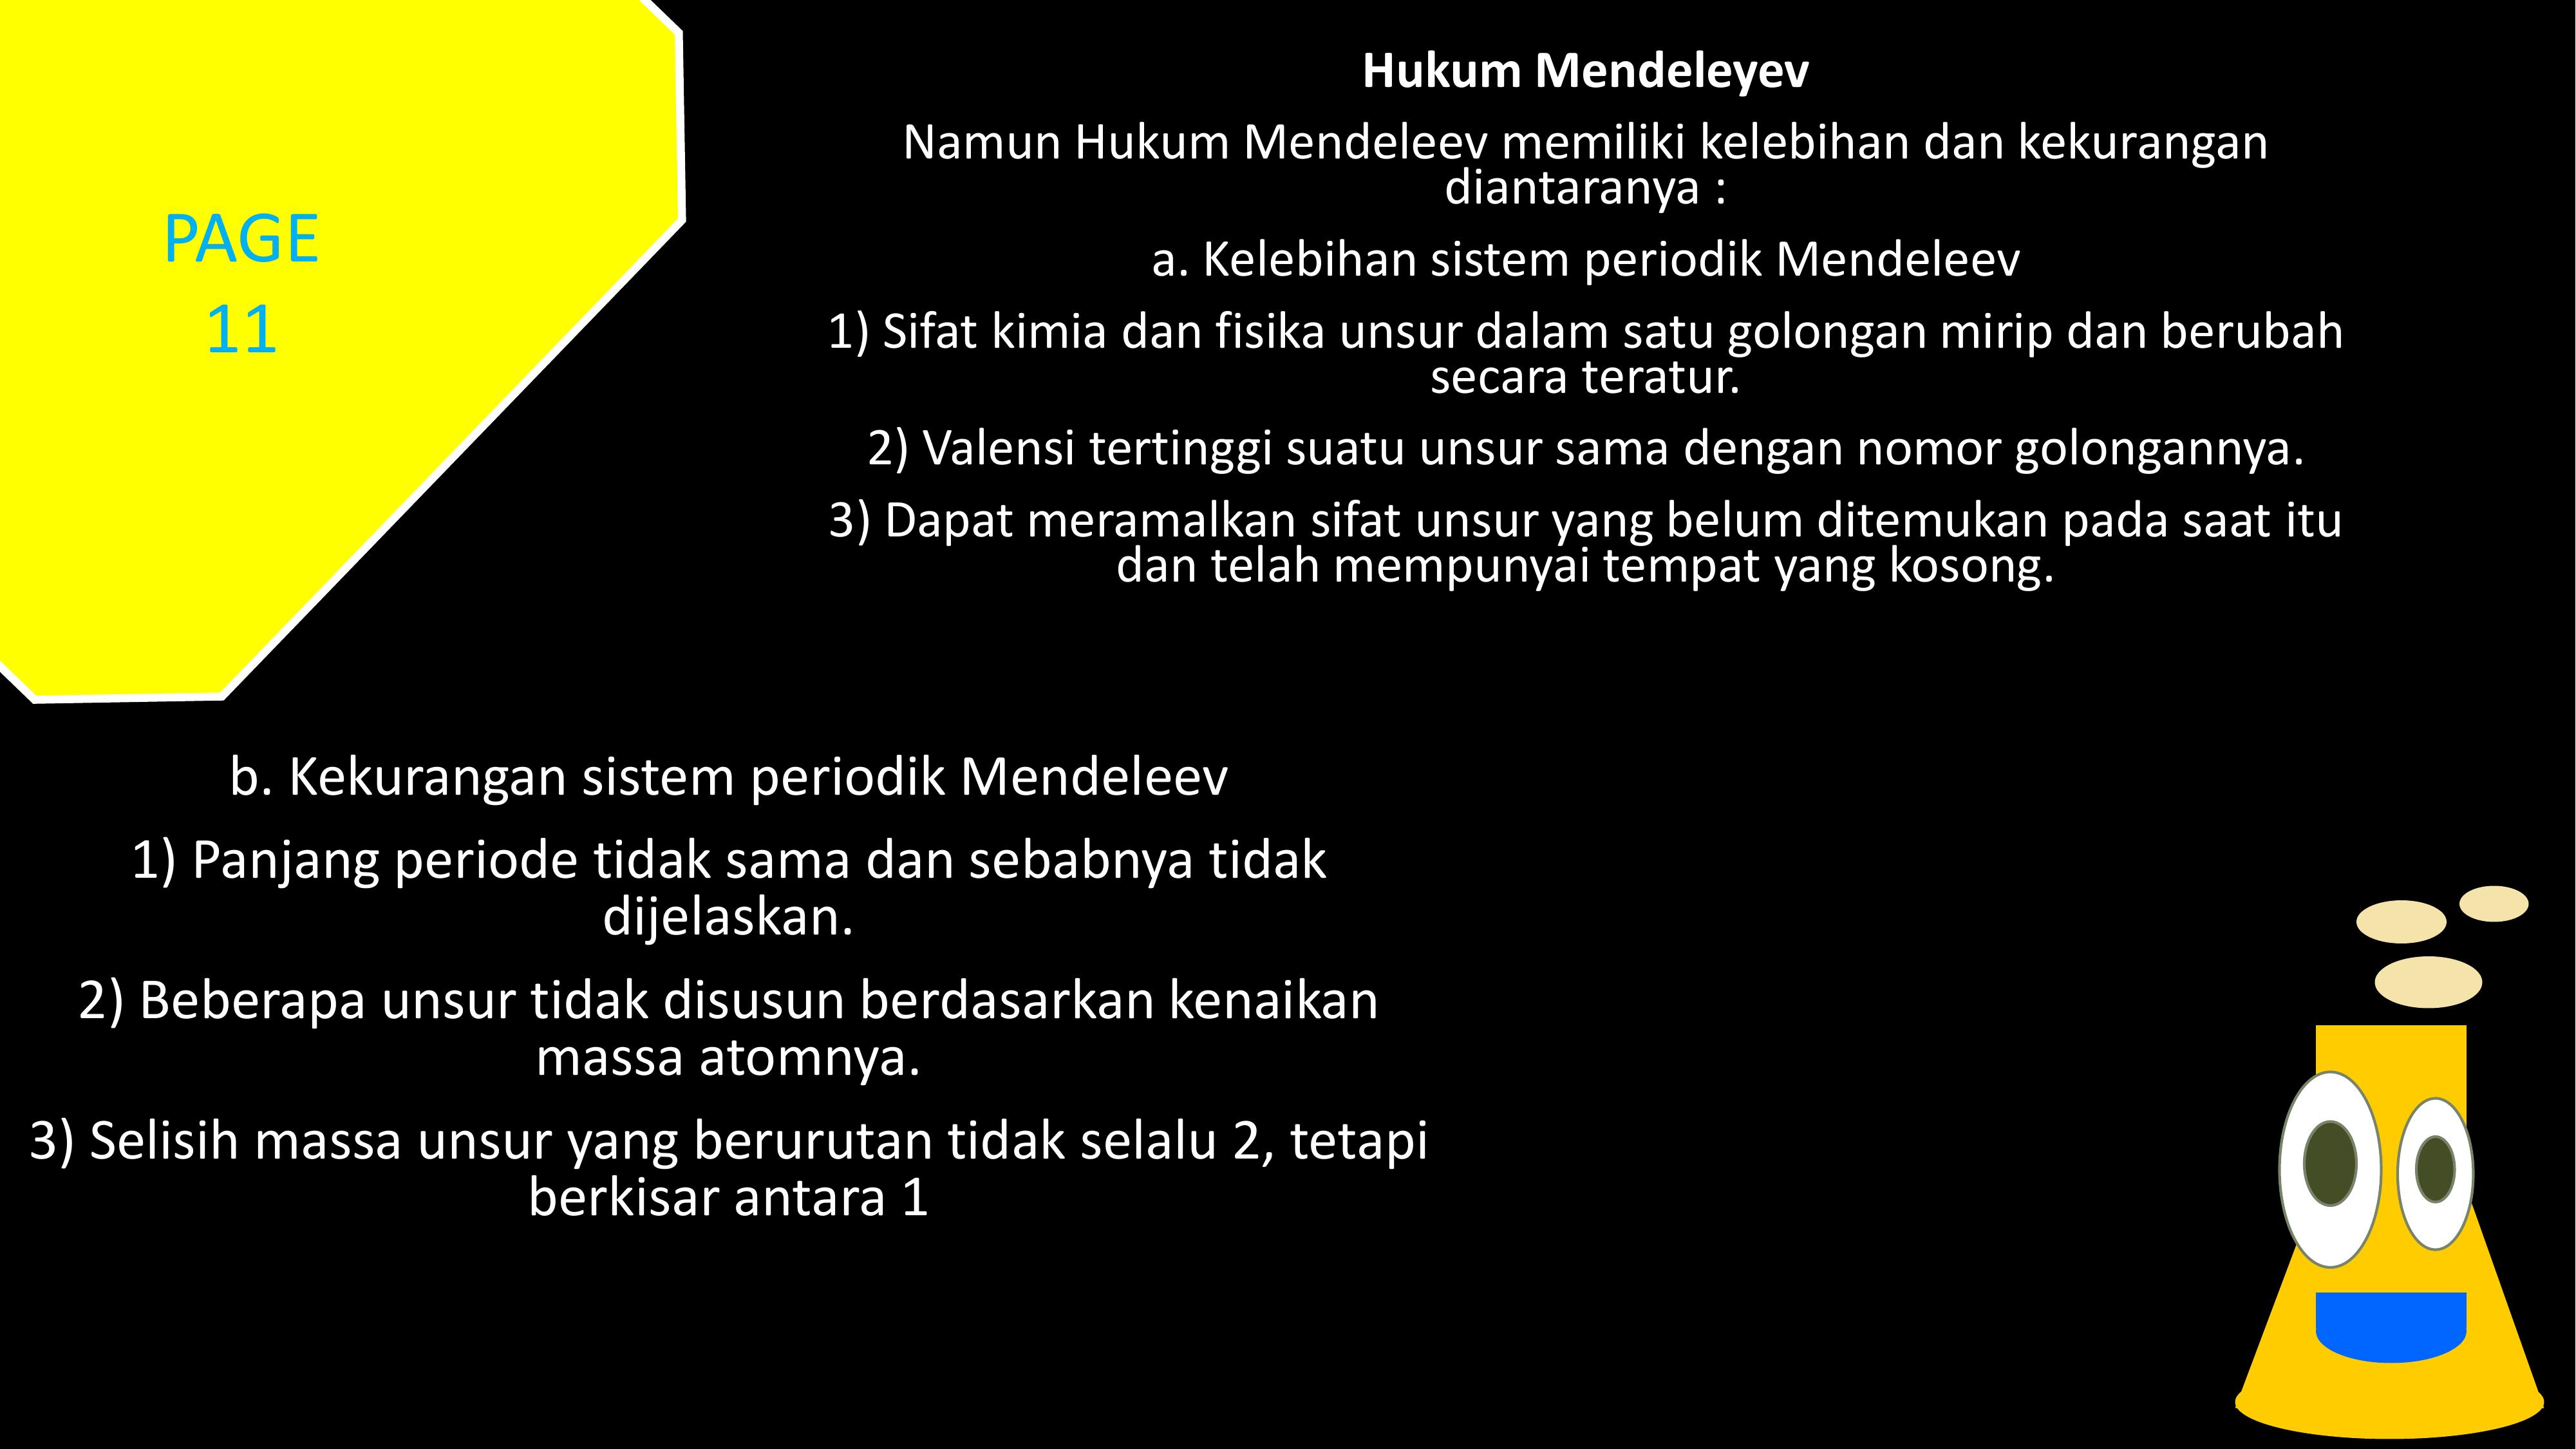 PAGE
11
Hukum Mendeleyev
Namun Hukum Mendeleev memiliki kelebihan dan kekurangan
diantaranya :
a. Kelebihan sistem periodik Mendeleev
1) Sifat kimia dan fisika unsur dalam satu golongan mirip dan berubah
secara teratur.
2) Valensi tertinggi suatu unsur sama dengan nomor golongannya.
3) Dapat meramalkan sifat unsur yang belum ditemukan pada saat itu
dan telah mempunyai tempat yang kosong.
b. Kekurangan sistem periodik Mendeleev
1) Panjang periode tidak sama dan sebabnya tidak
dijelaskan.
2) Beberapa unsur tidak disusun berdasarkan kenaikan
massa atomnya.
3) Selisih massa unsur yang berurutan tidak selalu 2, tetapi
berkisar antara 1